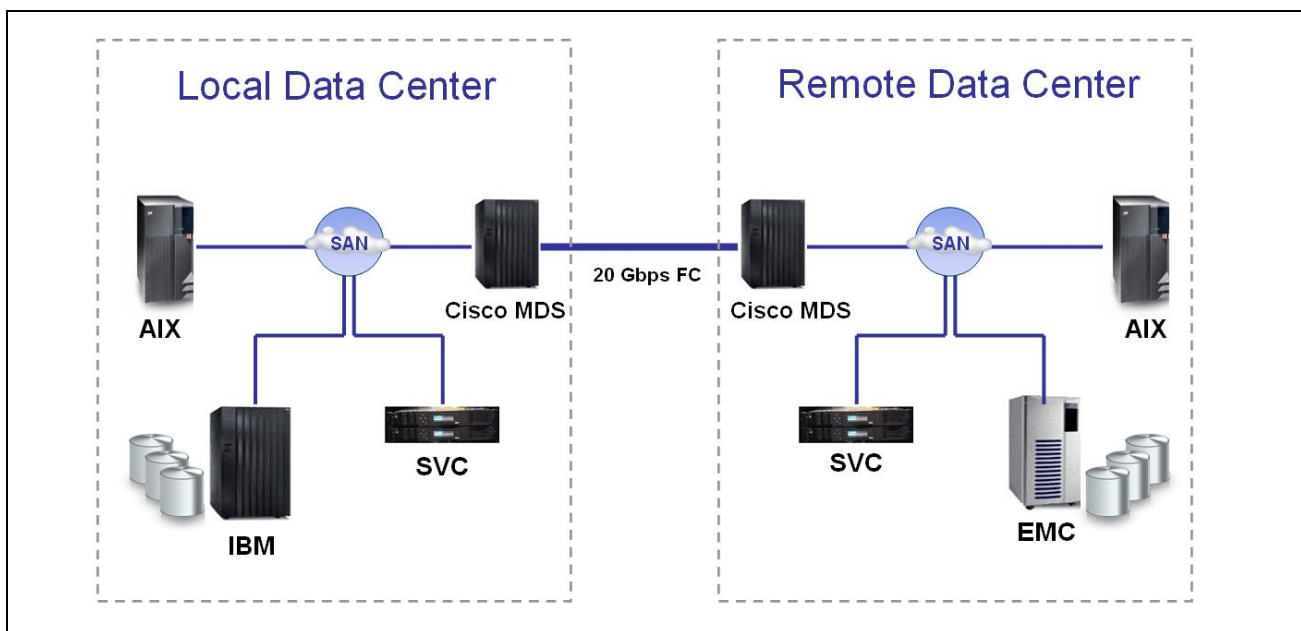 Local Data Center
Remote Data Center
SAN
SAN
20 Gbps FC
Cisco MDS
Cisco MDS
AIX
AIX
SVC
SVC
IBM
EMC